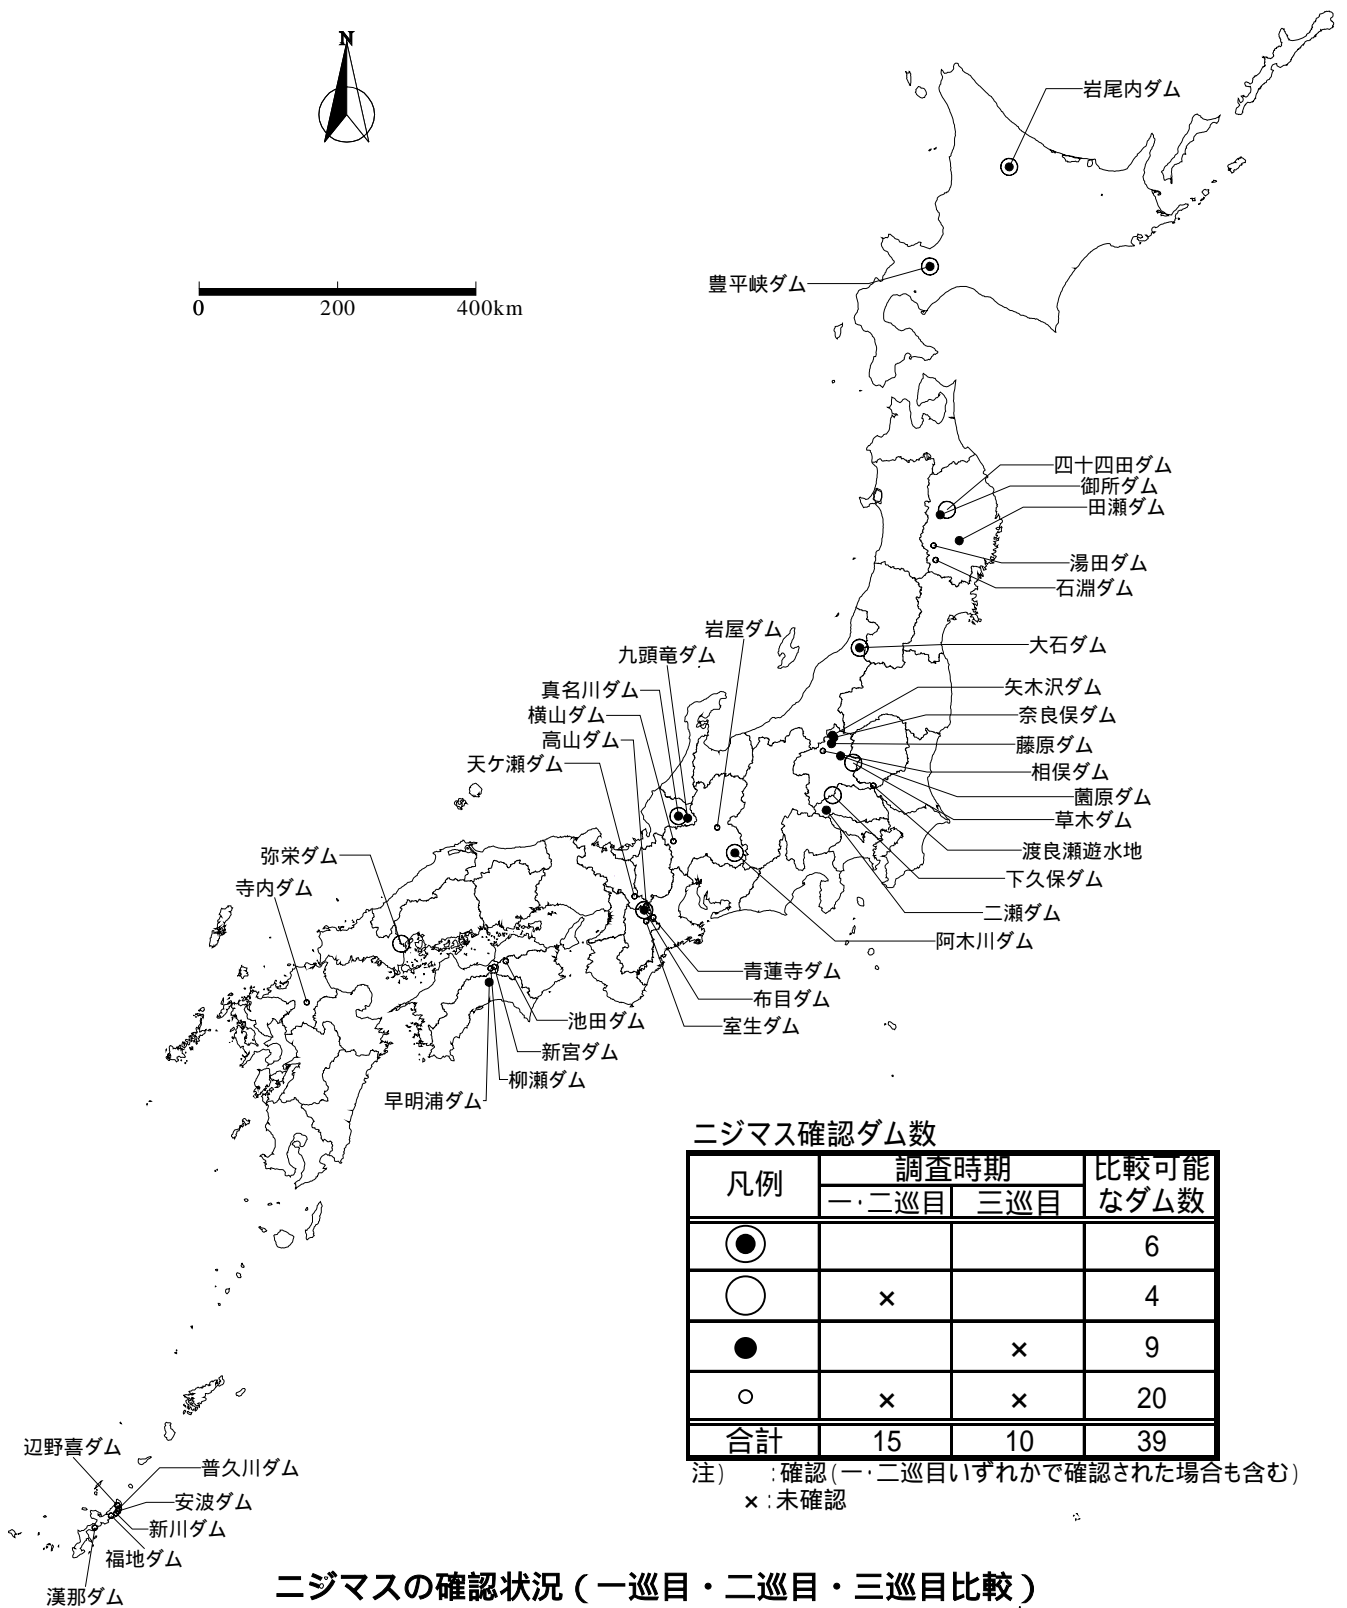 N
岩尾内ダム
豊平峡ダム
0 200 400km
四十四田ダム
御所ダム
田瀬ダム
湯田ダム
石淵ダム
岩屋ダム
大石ダム
九頭竜ダム
真名川ダム
矢木沢ダム
横山ダム
奈良俣ダム
高山ダム
藤原ダム
天ケ瀬ダム
相俣ダム
薗原ダム
草木ダム
弥栄ダム
渡良瀬遊水地
寺内ダム
下久保ダム
二瀬ダム
阿木川ダム
青蓮寺ダム
布目ダム
池田ダム
室生ダム
新宮ダム
柳瀬ダム
早明浦ダム
ニジマス確認ダム数
凡例 調査時期 比較可能なダム数
一・二巡目 三巡目
6
× 4
× 9
× × 20
合計 15 10 39
注) :確認(一・二巡目いずれかで確認された場合も含む)
×:未確認
辺野喜ダム
普久川ダム
安波ダム
新川ダム
福地ダム
漢那ダム
ニジマスの確認状況(一巡目・二巡目・三巡目比較)